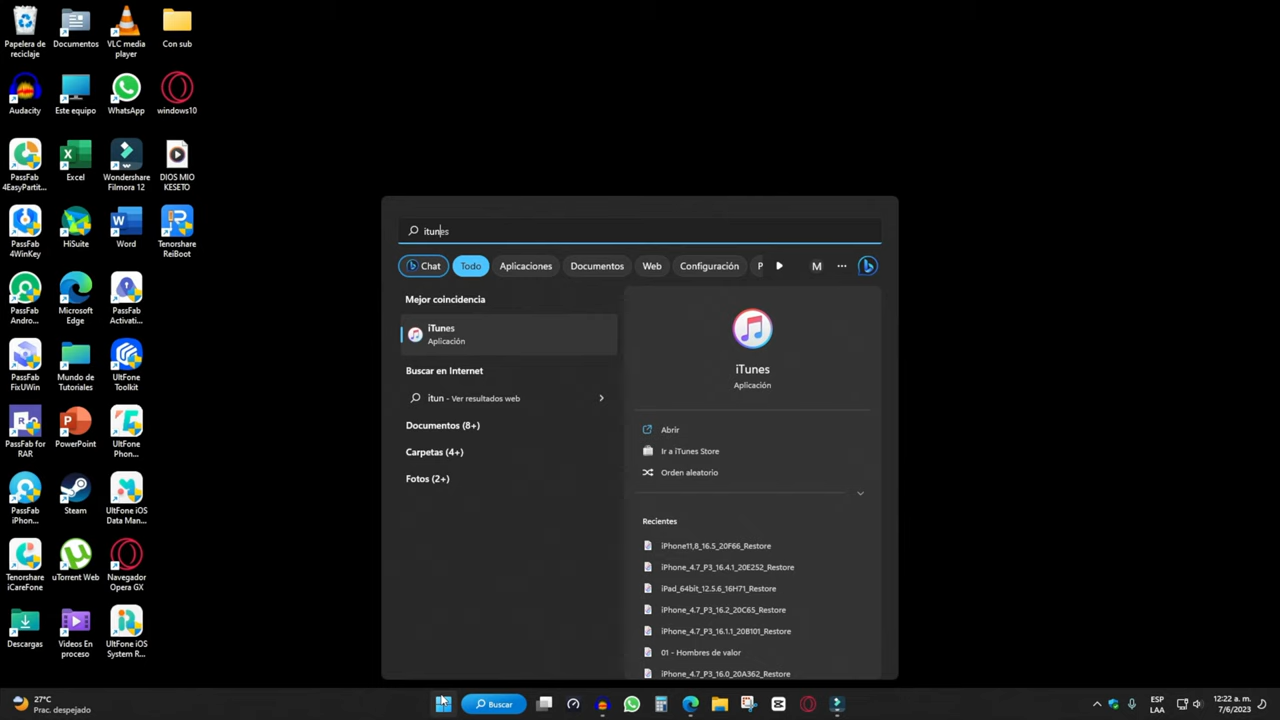 Papelera de
reciclaje
Documentos
VLC media
player
Con sub
Audacity
Este equipo
WhatsApp
windows10
PassFab
4EasyPartit...
Excel
Wondershare
Filmora 12
DIOS MIO
KESETO
PassFab
4WinKey
HiSuite
Word
Tenorshare
ReiBoot
PassFab
Andro...
Microsoft
Edge
PassFab
Activati...
PassFab
FixUWin
Mundo de
Tutoriales
UltFone
Toolkit
PassFab for
RAR
PowerPoint
UltFone
Phon...
PassFab
iPhon...
Steam
UltFone iOS
Data Man...
Tenorshare
iCareFone
uTorrent Web
Navegador
Opera GX
Descargas
Videos En
proceso
UltFone iOS
System R...
itunes
Chat
Todo
Aplicaciones
Documentos
Web
Configuración
P
M
Mejor coincidencia
iTunes
Aplicación
Buscar en Internet
itun - Ver resultados web
Documentos (8+)
Carpetas (4+)
Fotos (2+)
iTunes
Aplicación
Abrir
Ir a iTunes Store
Orden aleatorio
Recientes
iPhone11,8_16.5_20F66_Restore
iPhone_4.7_P3_16.4.1_20E252_Restore
iPad_64bit_12.5.6_16H71_Restore
iPhone_4.7_P3_16.2_20C65_Restore
iPhone_4.7_P3_16.1.1_20B101_Restore
01 - Hombres de valor
iPhone_4.7_P3_16.0_20A362_Restore
27°C
Prac. despejado
Buscar
ESP
LAA
12:22 a. m.
7/6/2023